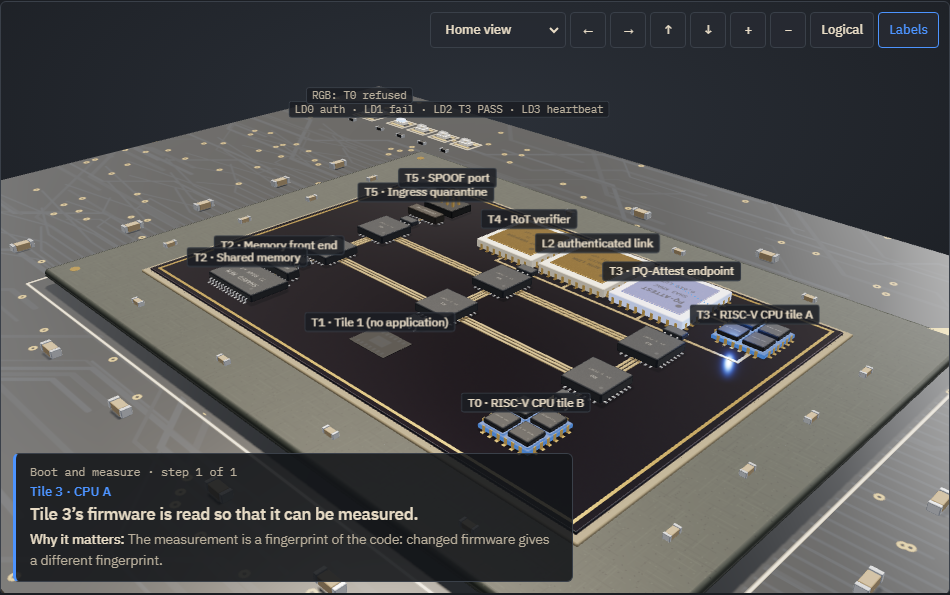 Home view
←
→
↑
↓
+
−
Logical
Labels
RGB: T0 refused
LD0 auth · LD1 fail · LD2 T3 PASS · LD3 heartbeat
T5 · SPOOF port
T5 · Ingress quarantine
T4 · RoT verifier
T2 · Memory front end
L2 authenticated link
T2 · Shared memory
T3 · PQ-Attest endpoint
PQ-ATTEST
T3 · RISC-V CPU tile A
T1 · Tile 1 (no application)
T0 · RISC-V CPU tile B
Boot and measure · step 1 of 1
Tile 3 · CPU A
Tile 3’s firmware is read so that it can be measured.
Why it matters: The measurement is a fingerprint of the code: changed firmware gives
a different fingerprint.